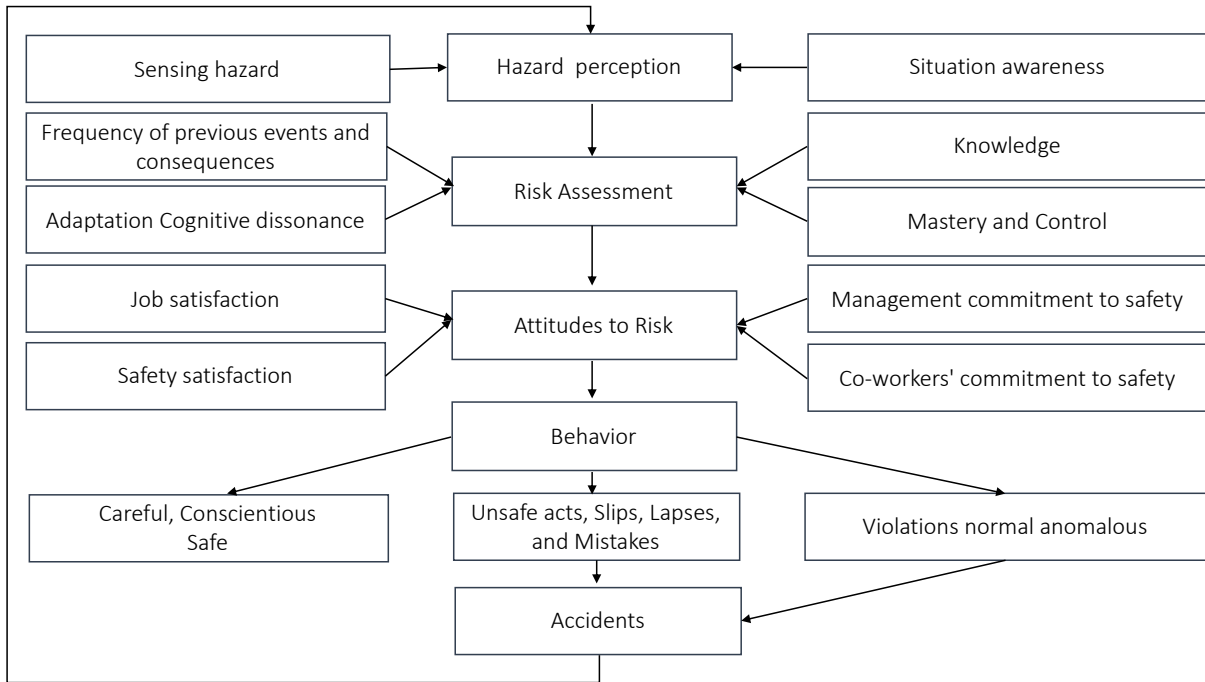 Sensing hazard
Hazard perception
Situation awareness
Frequency of previous events and
consequences
Knowledge
Risk Assessment
Adaptation Cognitive dissonance
Mastery and Control
Job satisfaction
Management commitment to safety
Attitudes to Risk
Safety satisfaction
Co-workers' commitment to safety
Behavior
Careful, Conscientious
Safe
Unsafe acts, Slips, Lapses,
and Mistakes
Violations normal anomalous
Accidents